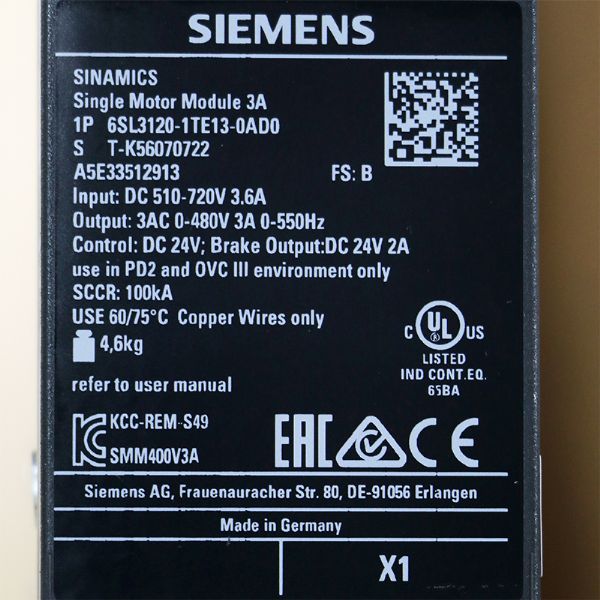 SIEMENS
SINAMICS
Single Motor Module 3A
1P 6SL3120-1TE13-0AD0
S T-K56070722
A5E33512913 FS: B
Input: DC 510-720V 3.6A
Output: 3AC 0-480V 3A 0-550Hz
Control: DC 24V; Brake Output:DC 24V 2A
use in PD2 and OVC III environment only
SCCR: 100kA
USE 60/75°C Copper Wires only
4,6kg
C UL US
LISTED
IND CONT.EQ.
65BA
refer to user manual
KCC-REM-S49
SMM400V3A
EAC CE
Siemens AG, Frauenauracher Str. 80, DE-91056 Erlangen
Made in Germany
X1